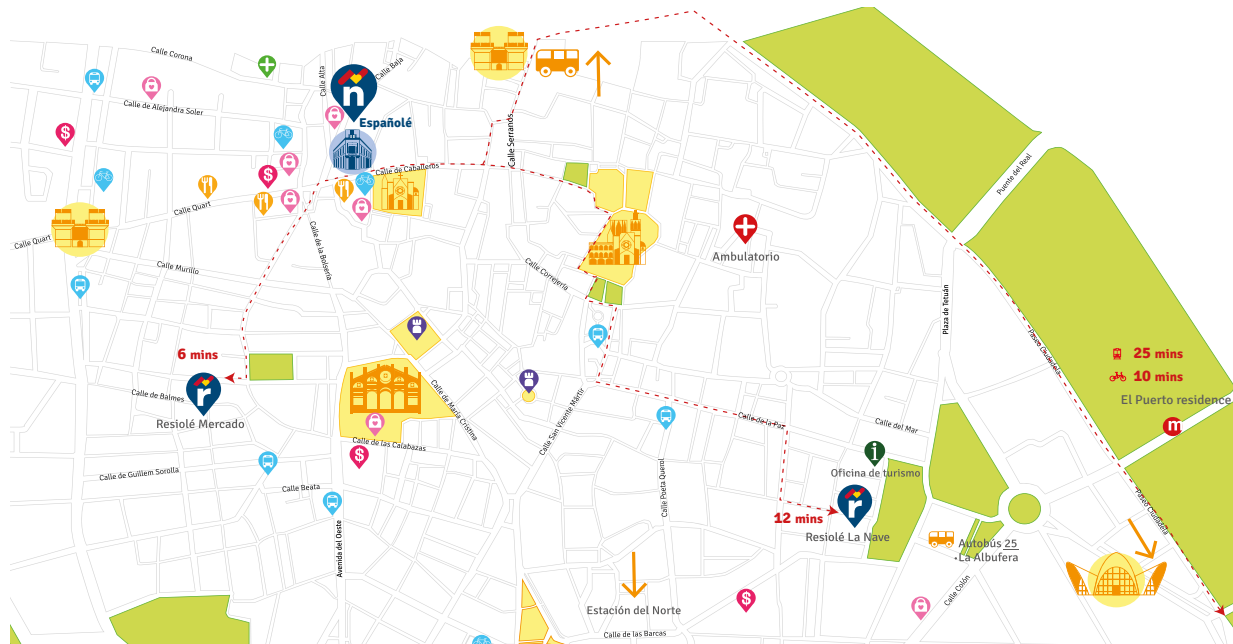 Calle Corona
Calle Alta
Calle Baja
ñ
Españolé
Calle de Alejandra Soler
$
Calle Serranos
Calle de Caballeros
$
Calle Quart
Calle Quart
Puente del Real
Ambulatorio
Calle de la Bolsería
Calle Murillo
Calle Correjería
Plaza de Tetuán
Paseo Ciudadela
6 mins
25 mins
10 mins
El Puerto residence
m
r
Calle de Balmes
Resiolé Mercado
Calle de María Cristina
Calle San Vicente Mártir
Calle de la Paz
Calle del Mar
Calle de las Calabazas
$
i
Oficina de turismo
Calle de Guillem Sorolla
Calle Beata
Calle Poeta Querol
r
12 mins
Resiolé La Nave
Paseo Ciudadela
Avenida del Oeste
Autobús 25
·La Albufera
Calle Colón
Estación del Norte
$
Calle de las Barcas